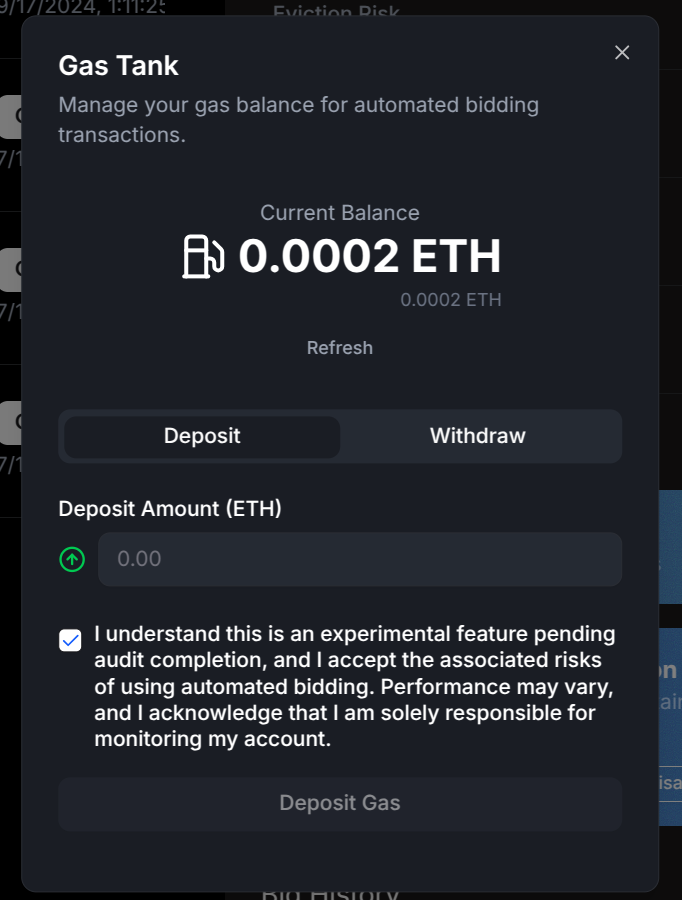 9/17/2024, 1:11:25
Eviction Risk
Gas Tank
Manage your gas balance for automated bidding
transactions.
Current Balance
0.0002 ETH
0.0002 ETH
Refresh
Deposit
Withdraw
Deposit Amount (ETH)
0.00
I understand this is an experimental feature pending
audit completion, and I accept the associated risks
of using automated bidding. Performance may vary,
and I acknowledge that I am solely responsible for
monitoring my account.
Deposit Gas
Bid History